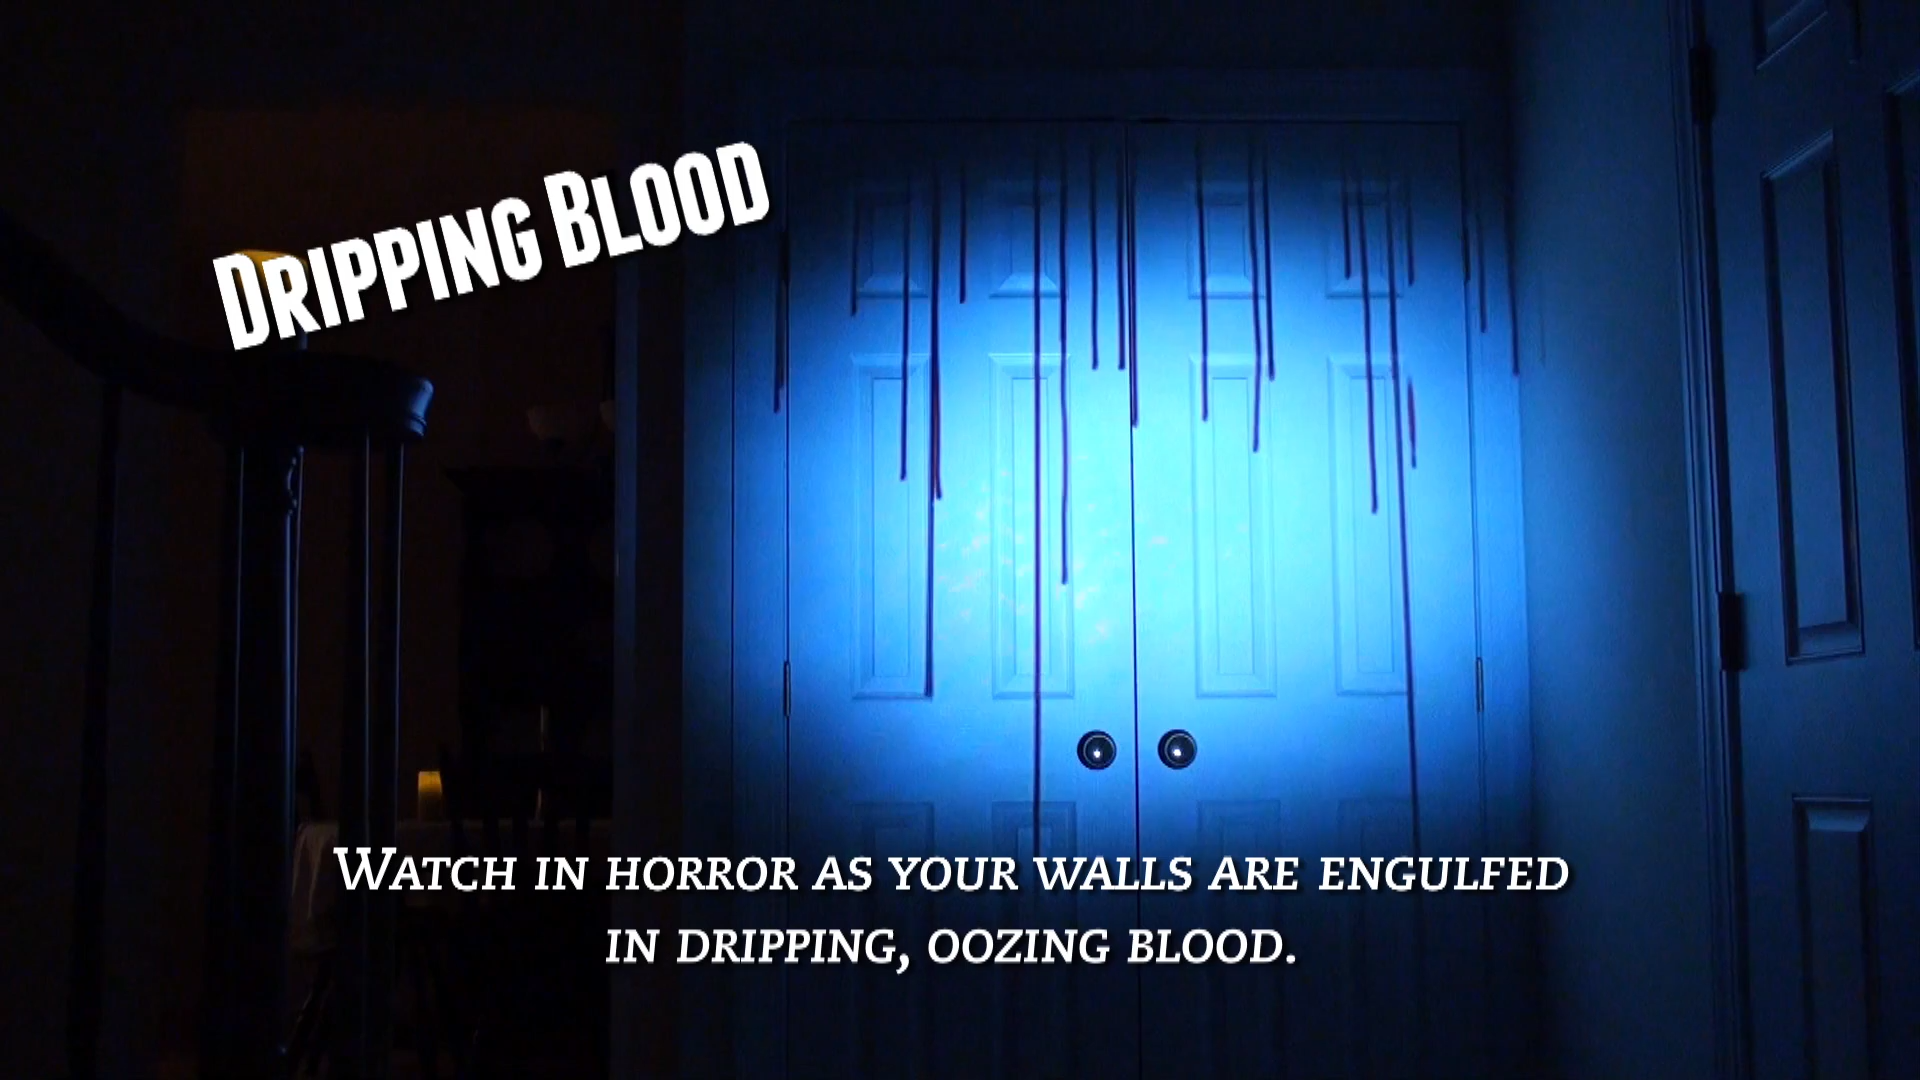 Dripping Blood
Watch in horror as your walls are engulfed
in dripping, oozing blood.